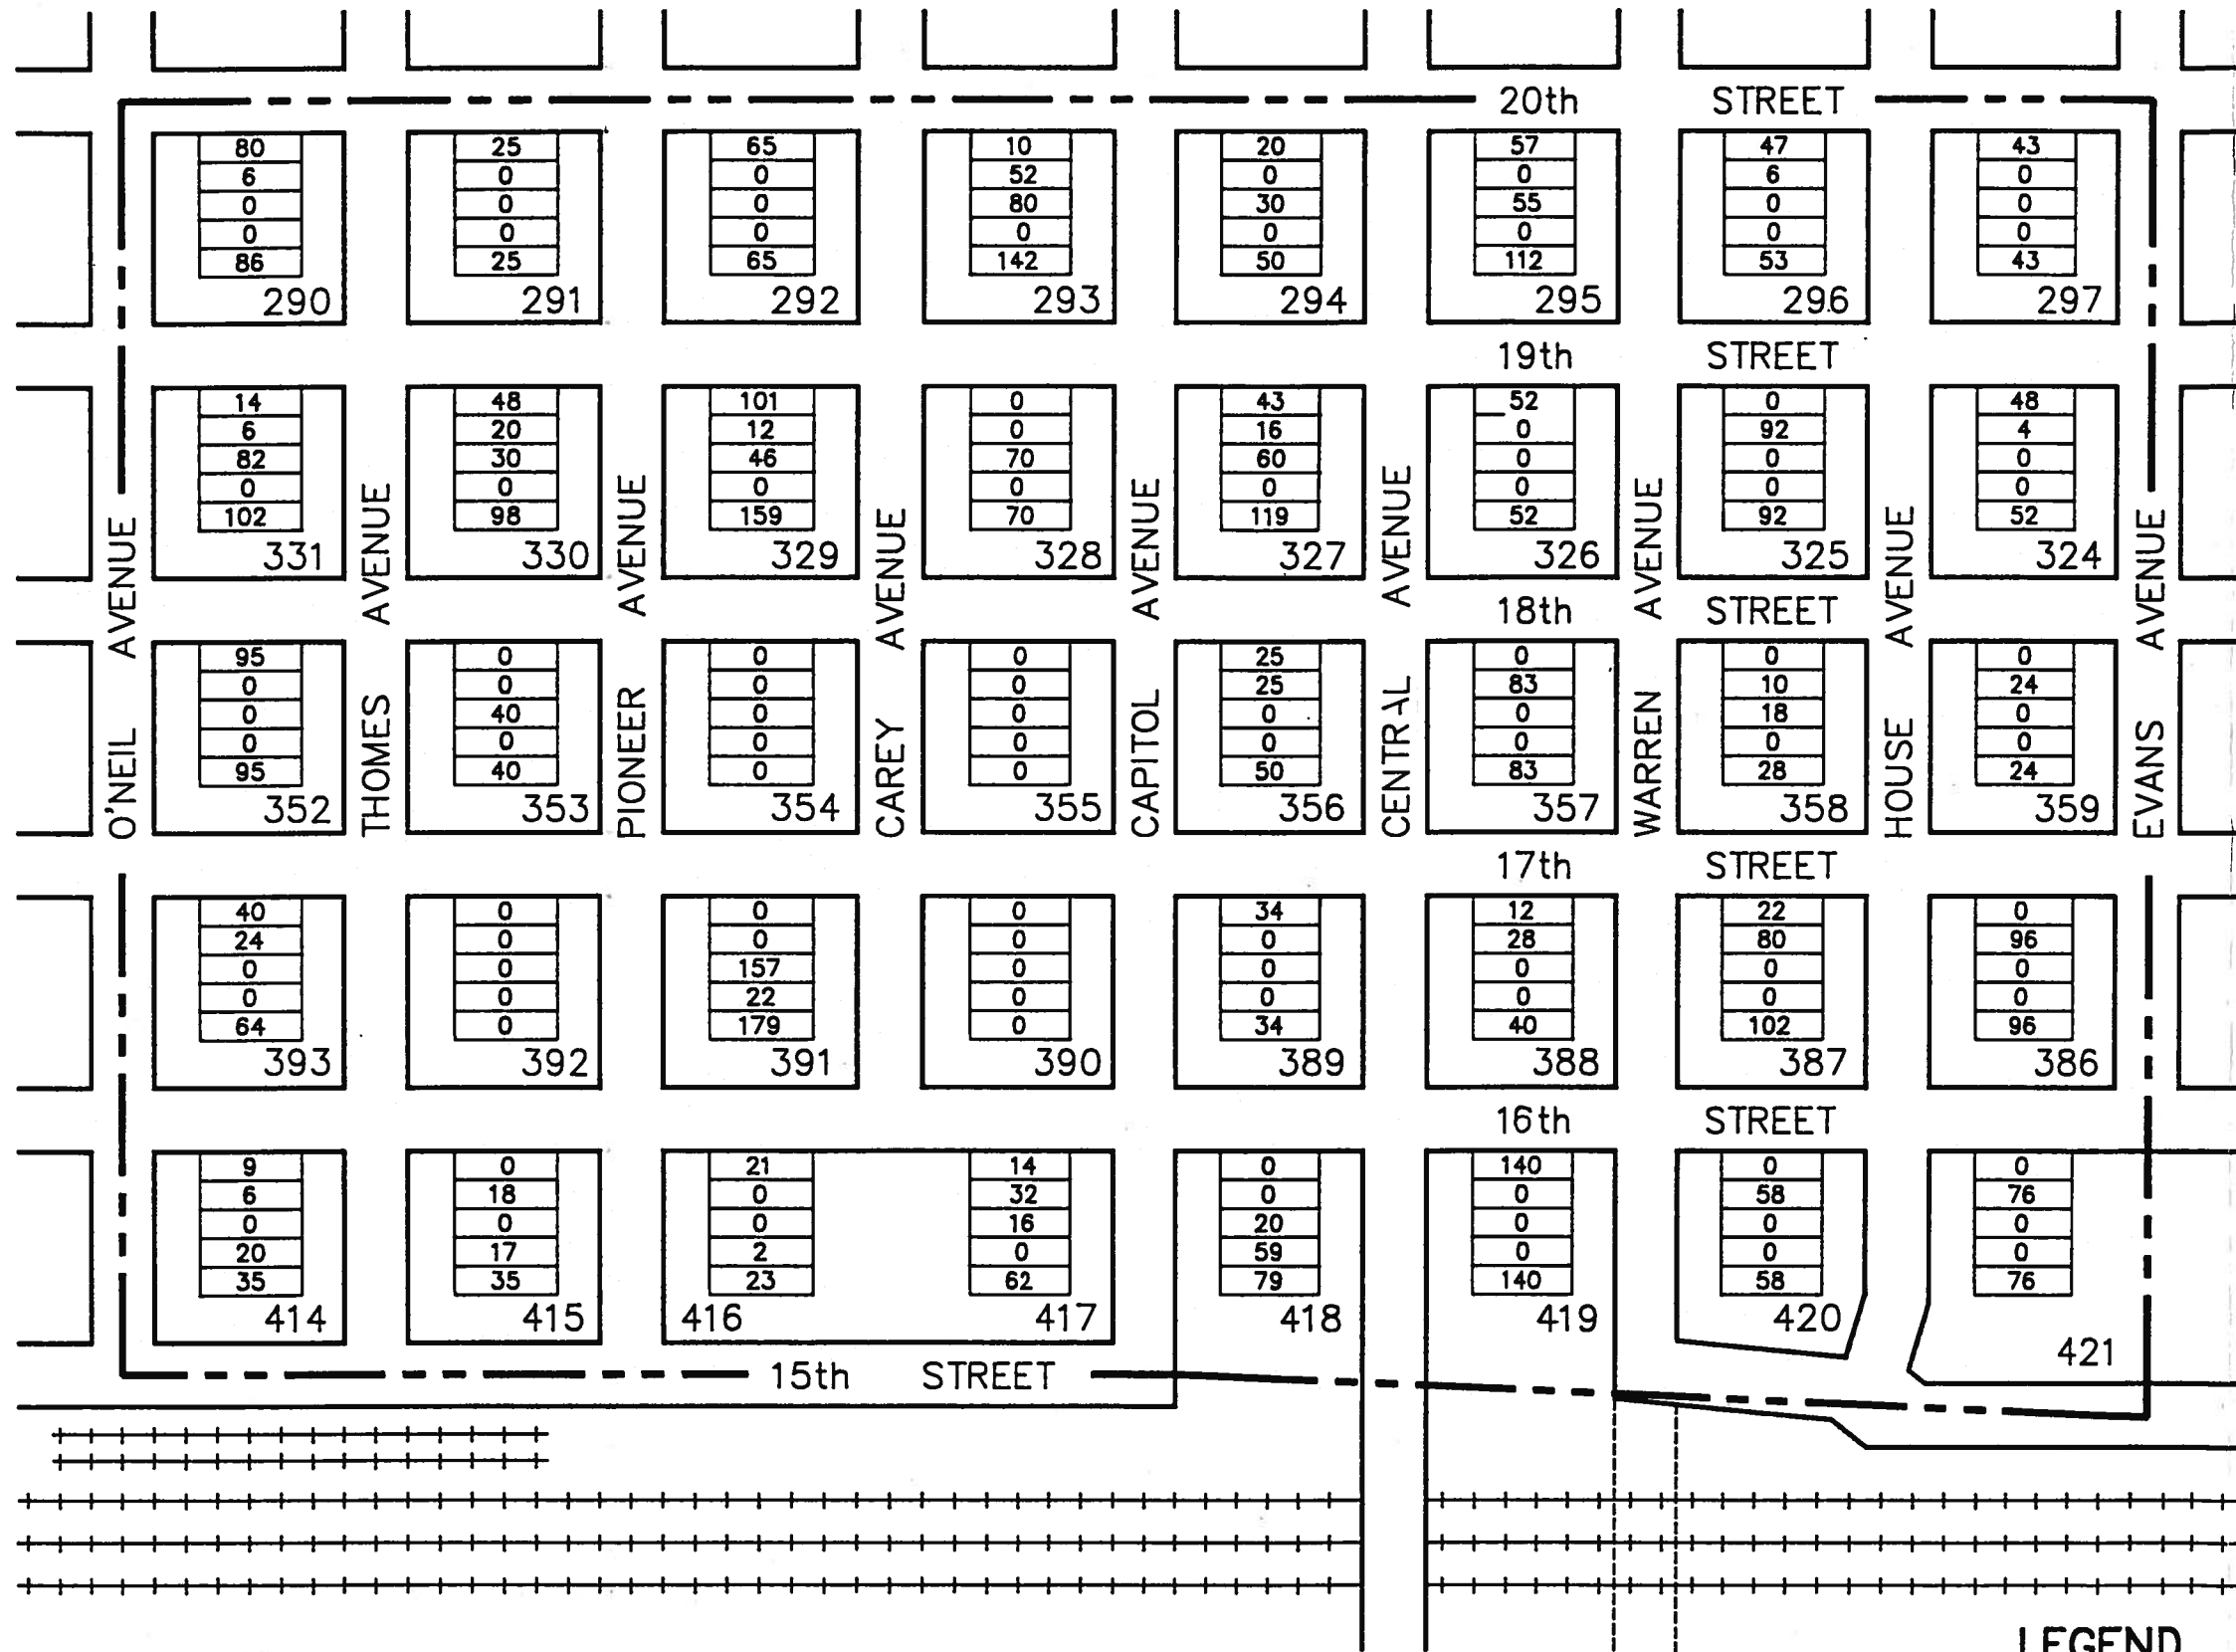 20th STREET
80 25 65 10 20 57 47 43
6 0 0 52 0 0 6 0
0 0 0 80 30 55 0 0
0 0 0 0 0 0 0 0
86 25 65 142 50 112 53 43
290 291 292 293 294 295 296 297
19th STREET
14 48 101 0 43 52 0 48
6 20 12 0 16 0 92 4
82 30 46 70 60 0 0 0
0 0 0 0 0 0 0 0
102 98 159 70 119 52 92 52
331 330 329 328 327 326 325 324
18th STREET
O'NEIL AVENUE
THOMES AVENUE
PIONEER AVENUE
CAREY AVENUE
CAPITOL AVENUE
CENTRAL AVENUE
WARREN AVENUE
HOUSE AVENUE
EVANS AVENUE
95 0 0 0 25 0 0 0
0 0 0 0 25 83 10 24
0 40 0 0 0 0 18 0
0 0 0 0 0 0 0 0
95 40 0 0 50 83 28 24
352 353 354 355 356 357 358 359
17th STREET
40 0 0 0 34 12 22 0
24 0 0 0 0 28 80 96
0 0 157 0 0 0 0 0
0 0 22 0 0 0 0 0
64 0 179 0 34 40 102 96
393 392 391 390 389 388 387 386
16th STREET
9 0 21 14 0 140 0 0
6 18 0 32 0 0 58 76
0 0 0 16 20 0 0 0
20 17 2 0 59 0 0 0
35 35 23 62 79 140 58 76
414 415 416 417 418 419 420 421
15th STREET
LEGEND